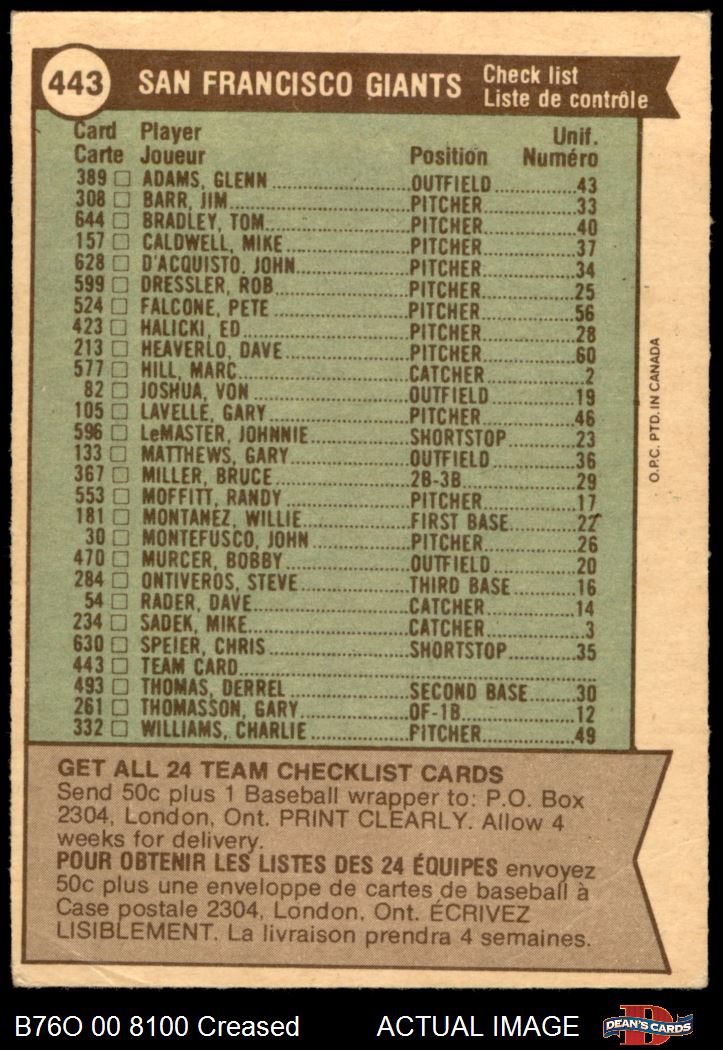 443 SAN FRANCISCO GIANTS Check list
Liste de contrôle
Card Player Unif.
Carte Joueur Position Numéro
389 ADAMS, GLENN OUTFIELD 43
308 BARR, JIM PITCHER 33
644 BRADLEY, TOM PITCHER 40
157 CALDWELL, MIKE PITCHER 37
628 D'ACQUISTO, JOHN PITCHER 34
599 DRESSLER, ROB PITCHER 25
524 FALCONE, PETE PITCHER 56
423 HALICKI, ED PITCHER 28
213 HEAVERLO, DAVE PITCHER 60
577 HILL, MARC CATCHER 2
82 JOSHUA, VON OUTFIELD 19
105 LAVELLE, GARY PITCHER 46
596 LeMASTER, JOHNNIE SHORTSTOP 23
133 MATTHEWS, GARY OUTFIELD 36
367 MILLER, BRUCE 2B-3B 29
553 MOFFITT, RANDY PITCHER 17
181 MONTANEZ, WILLIE FIRST BASE 22
30 MONTEFUSCO, JOHN PITCHER 26
470 MURCER, BOBBY OUTFIELD 20
284 ONTIVEROS, STEVE THIRD BASE 16
54 RADER, DAVE CATCHER 14
234 SADEK, MIKE CATCHER 3
630 SPEIER, CHRIS SHORTSTOP 35
443 TEAM CARD
493 THOMAS, DERREL SECOND BASE 30
261 THOMASSON, GARY OF-1B 12
332 WILLIAMS, CHARLIE PITCHER 49
O.P.C. PTD. IN CANADA
GET ALL 24 TEAM CHECKLIST CARDS
Send 50c plus 1 Baseball wrapper to: P.O. Box
2304, London, Ont. PRINT CLEARLY. Allow 4
weeks for delivery.
POUR OBTENIR LES LISTES DES 24 ÉQUIPES envoyez
50c plus une enveloppe de cartes de baseball à
Case postale 2304, London, Ont. ÉCRIVEZ
LISIBLEMENT. La livraison prendra 4 semaines.
B76O 00 8100 Creased ACTUAL IMAGE D DEAN'S CARDS